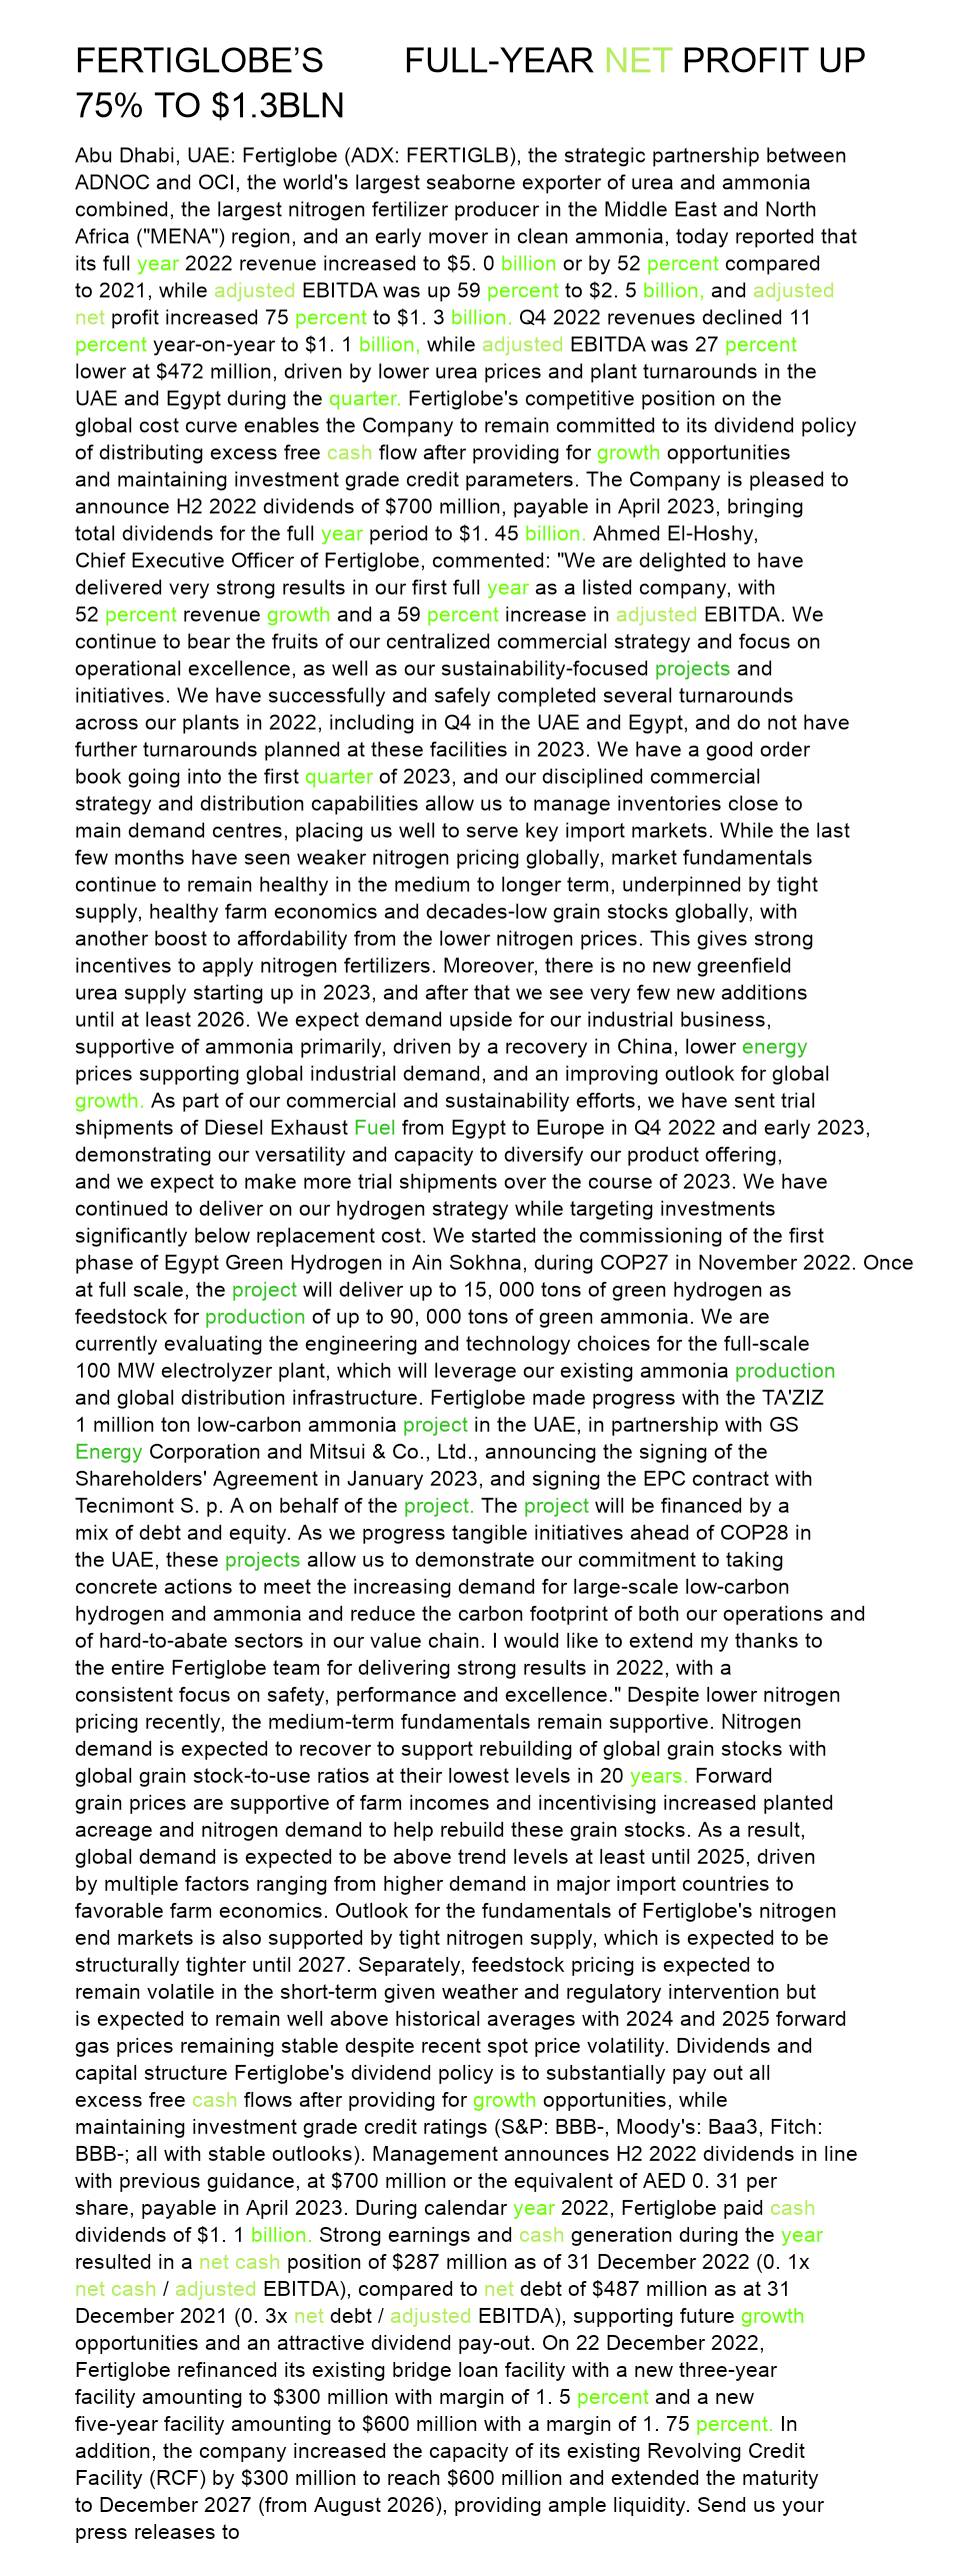 FERTIGLOBE’S FULL-YEAR NET PROFIT UP
75% TO $1.3BLN
Abu Dhabi, UAE: Fertiglobe (ADX: FERTIGLB), the strategic partnership between
ADNOC and OCI, the world's largest seaborne exporter of urea and ammonia
combined, the largest nitrogen fertilizer producer in the Middle East and North
Africa ("MENA") region, and an early mover in clean ammonia, today reported that
its full year 2022 revenue increased to $5. 0 billion or by 52 percent compared
to 2021, while adjusted EBITDA was up 59 percent to $2. 5 billion, and adjusted
net profit increased 75 percent to $1. 3 billion. Q4 2022 revenues declined 11
percent year-on-year to $1. 1 billion, while adjusted EBITDA was 27 percent
lower at $472 million, driven by lower urea prices and plant turnarounds in the
UAE and Egypt during the quarter. Fertiglobe's competitive position on the
global cost curve enables the Company to remain committed to its dividend policy
of distributing excess free cash flow after providing for growth opportunities
and maintaining investment grade credit parameters. The Company is pleased to
announce H2 2022 dividends of $700 million, payable in April 2023, bringing
total dividends for the full year period to $1. 45 billion. Ahmed El-Hoshy,
Chief Executive Officer of Fertiglobe, commented: "We are delighted to have
delivered very strong results in our first full year as a listed company, with
52 percent revenue growth and a 59 percent increase in adjusted EBITDA. We
continue to bear the fruits of our centralized commercial strategy and focus on
operational excellence, as well as our sustainability-focused projects and
initiatives. We have successfully and safely completed several turnarounds
across our plants in 2022, including in Q4 in the UAE and Egypt, and do not have
further turnarounds planned at these facilities in 2023. We have a good order
book going into the first quarter of 2023, and our disciplined commercial
strategy and distribution capabilities allow us to manage inventories close to
main demand centres, placing us well to serve key import markets. While the last
few months have seen weaker nitrogen pricing globally, market fundamentals
continue to remain healthy in the medium to longer term, underpinned by tight
supply, healthy farm economics and decades-low grain stocks globally, with
another boost to affordability from the lower nitrogen prices. This gives strong
incentives to apply nitrogen fertilizers. Moreover, there is no new greenfield
urea supply starting up in 2023, and after that we see very few new additions
until at least 2026. We expect demand upside for our industrial business,
supportive of ammonia primarily, driven by a recovery in China, lower energy
prices supporting global industrial demand, and an improving outlook for global
growth. As part of our commercial and sustainability efforts, we have sent trial
shipments of Diesel Exhaust Fuel from Egypt to Europe in Q4 2022 and early 2023,
demonstrating our versatility and capacity to diversify our product offering,
and we expect to make more trial shipments over the course of 2023. We have
continued to deliver on our hydrogen strategy while targeting investments
significantly below replacement cost. We started the commissioning of the first
phase of Egypt Green Hydrogen in Ain Sokhna, during COP27 in November 2022. Once
at full scale, the project will deliver up to 15, 000 tons of green hydrogen as
feedstock for production of up to 90, 000 tons of green ammonia. We are
currently evaluating the engineering and technology choices for the full-scale
100 MW electrolyzer plant, which will leverage our existing ammonia production
and global distribution infrastructure. Fertiglobe made progress with the TA'ZIZ
1 million ton low-carbon ammonia project in the UAE, in partnership with GS
Energy Corporation and Mitsui & Co., Ltd., announcing the signing of the
Shareholders' Agreement in January 2023, and signing the EPC contract with
Tecnimont S. p. A on behalf of the project. The project will be financed by a
mix of debt and equity. As we progress tangible initiatives ahead of COP28 in
the UAE, these projects allow us to demonstrate our commitment to taking
concrete actions to meet the increasing demand for large-scale low-carbon
hydrogen and ammonia and reduce the carbon footprint of both our operations and
of hard-to-abate sectors in our value chain. I would like to extend my thanks to
the entire Fertiglobe team for delivering strong results in 2022, with a
consistent focus on safety, performance and excellence." Despite lower nitrogen
pricing recently, the medium-term fundamentals remain supportive. Nitrogen
demand is expected to recover to support rebuilding of global grain stocks with
global grain stock-to-use ratios at their lowest levels in 20 years. Forward
grain prices are supportive of farm incomes and incentivising increased planted
acreage and nitrogen demand to help rebuild these grain stocks. As a result,
global demand is expected to be above trend levels at least until 2025, driven
by multiple factors ranging from higher demand in major import countries to
favorable farm economics. Outlook for the fundamentals of Fertiglobe's nitrogen
end markets is also supported by tight nitrogen supply, which is expected to be
structurally tighter until 2027. Separately, feedstock pricing is expected to
remain volatile in the short-term given weather and regulatory intervention but
is expected to remain well above historical averages with 2024 and 2025 forward
gas prices remaining stable despite recent spot price volatility. Dividends and
capital structure Fertiglobe's dividend policy is to substantially pay out all
excess free cash flows after providing for growth opportunities, while
maintaining investment grade credit ratings (S&P: BBB-, Moody's: Baa3, Fitch:
BBB-; all with stable outlooks). Management announces H2 2022 dividends in line
with previous guidance, at $700 million or the equivalent of AED 0. 31 per
share, payable in April 2023. During calendar year 2022, Fertiglobe paid cash
dividends of $1. 1 billion. Strong earnings and cash generation during the year
resulted in a net cash position of $287 million as of 31 December 2022 (0. 1x
net cash / adjusted EBITDA), compared to net debt of $487 million as at 31
December 2021 (0. 3x net debt / adjusted EBITDA), supporting future growth
opportunities and an attractive dividend pay-out. On 22 December 2022,
Fertiglobe refinanced its existing bridge loan facility with a new three-year
facility amounting to $300 million with margin of 1. 5 percent and a new
five-year facility amounting to $600 million with a margin of 1. 75 percent. In
addition, the company increased the capacity of its existing Revolving Credit
Facility (RCF) by $300 million to reach $600 million and extended the maturity
to December 2027 (from August 2026), providing ample liquidity. Send us your
press releases to